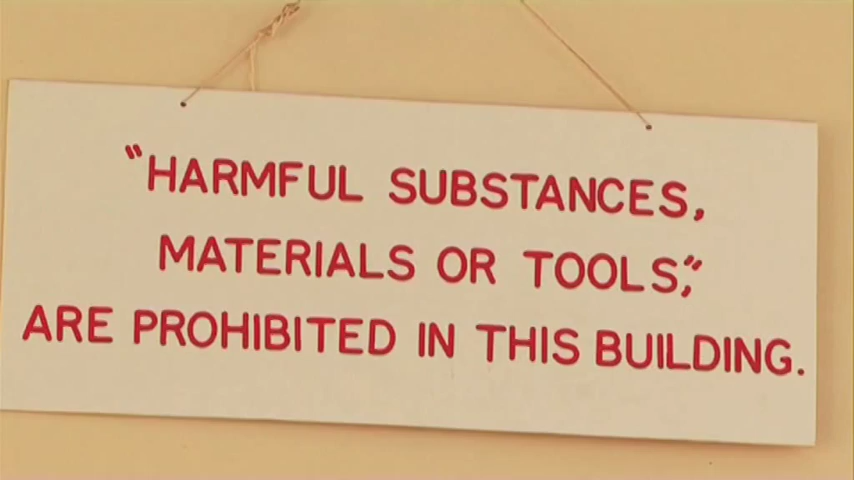 “HARMFUL SUBSTANCES,
MATERIALS OR TOOLS,”
ARE PROHIBITED IN THIS BUILDING.